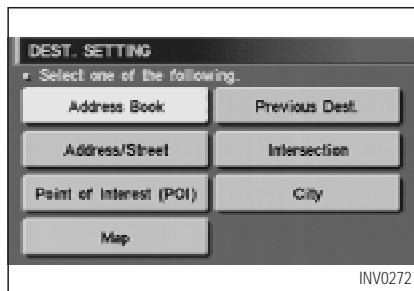 DEST. SETTING
Select one of the following.
Address Book
Previous Dest.
Address/Street
Intersection
Point of Interest (POI)
City
Map
INV0272